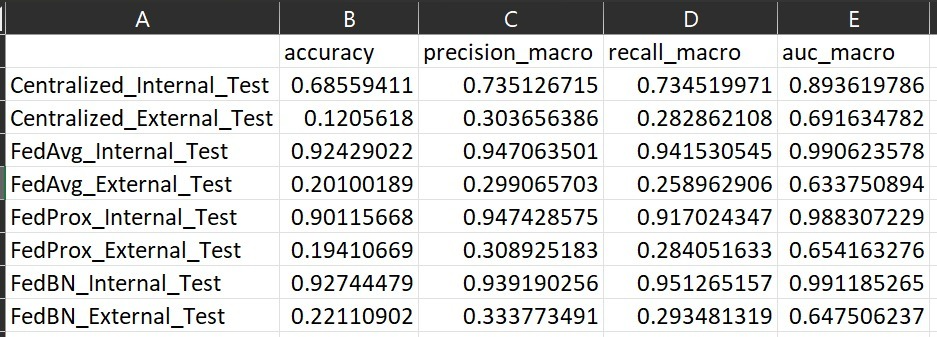 A B C D E
accuracy precision_macro recall_macro auc_macro
Centralized_Internal_Test 0.68559411 0.735126715 0.734519971 0.893619786
Centralized_External_Test 0.1205618 0.303656386 0.282862108 0.691634782
FedAvg_Internal_Test 0.92429022 0.947063501 0.941530545 0.990623578
FedAvg_External_Test 0.20100189 0.299065703 0.258962906 0.633750894
FedProx_Internal_Test 0.90115668 0.947428575 0.917024347 0.988307229
FedProx_External_Test 0.19410669 0.308925183 0.284051633 0.654163276
FedBN_Internal_Test 0.92744479 0.939190256 0.951265157 0.991185265
FedBN_External_Test 0.22110902 0.333773491 0.293481319 0.647506237